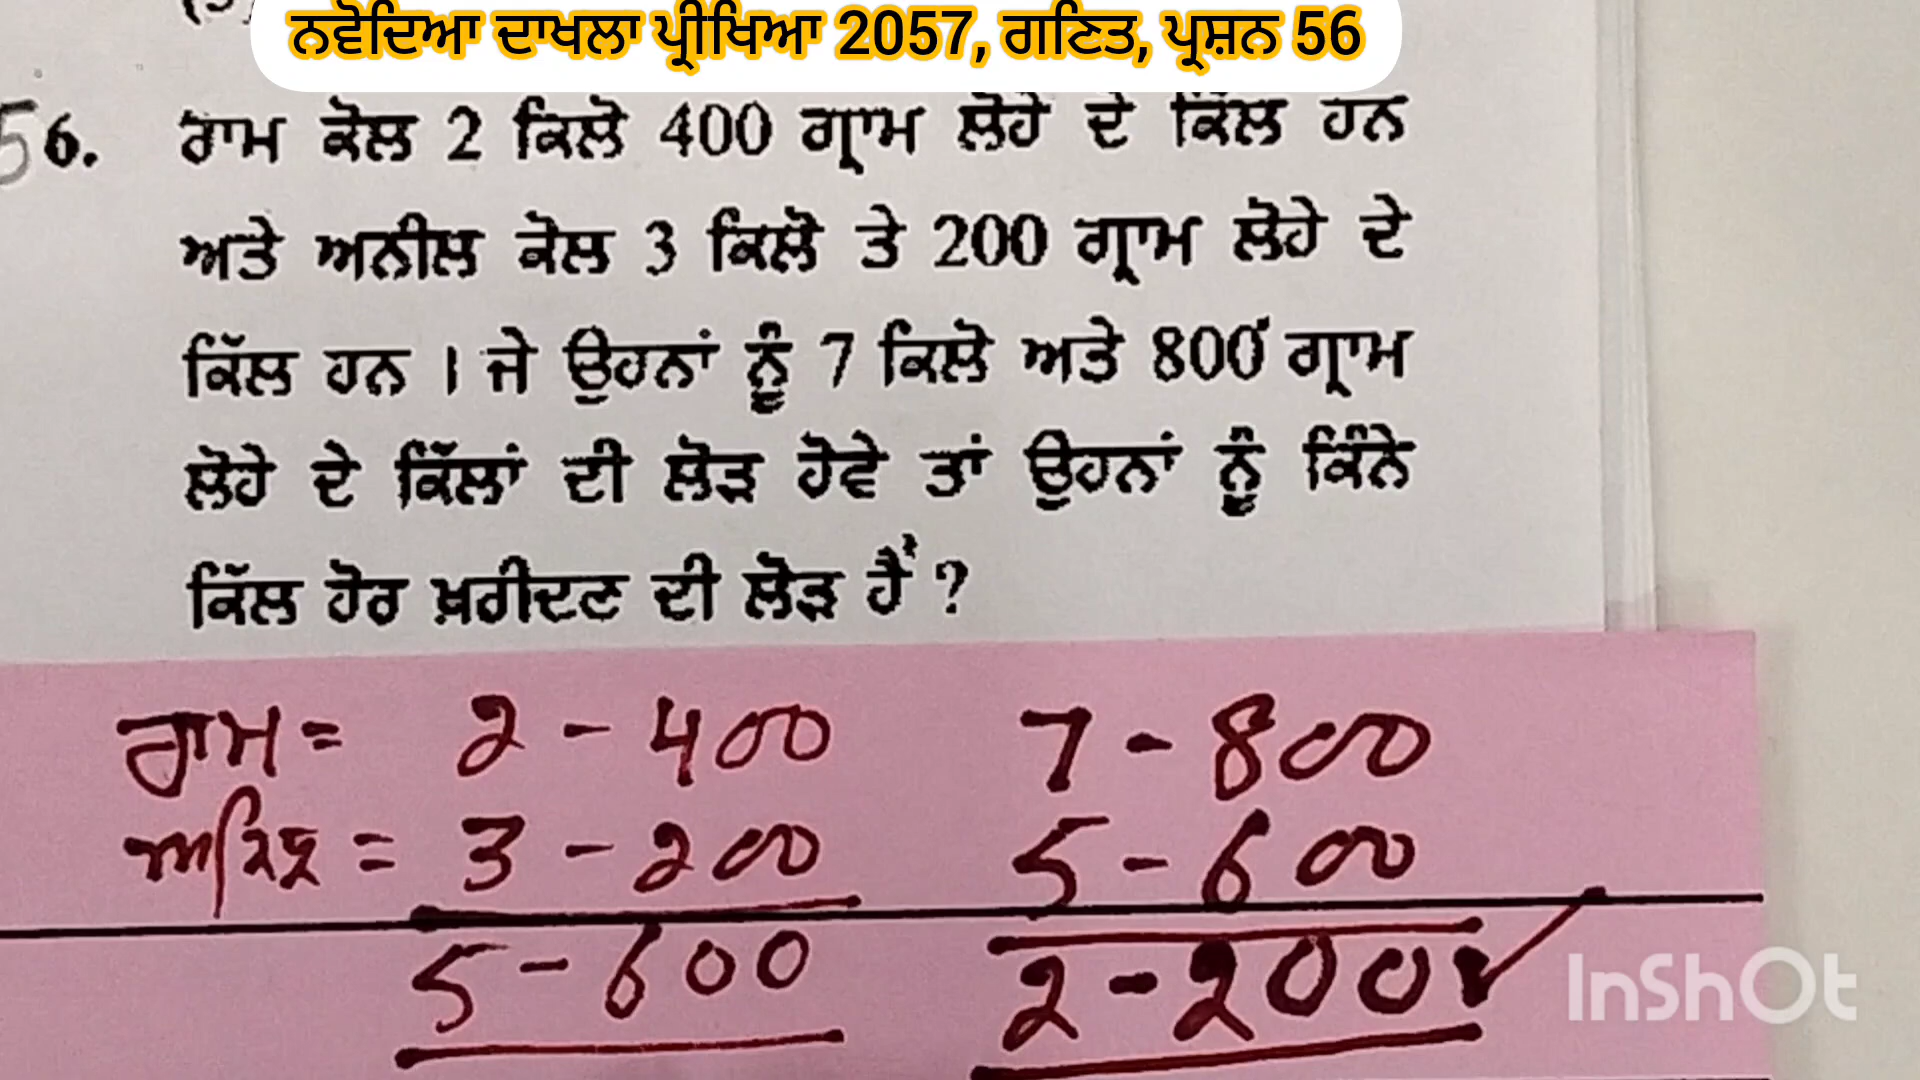 ਨਵੋਦਿਆ ਦਾਖਲਾ ਪ੍ਰੀਖਿਆ 2057, ਗਣਿਤ, ਪ੍ਰਸ਼ਨ 56
56. ਰਾਮ ਕੋਲ 2 ਕਿਲੋ 400 ਗ੍ਰਾਮ ਲੋਹੇ ਦੇ ਕਿੱਲ ਹਨ
ਅਤੇ ਅਨੀਲ ਕੋਲ 3 ਕਿਲੋ ਤੇ 200 ਗ੍ਰਾਮ ਲੋਹੇ ਦੇ
ਕਿੱਲ ਹਨ । ਜੇ ਉਹਨਾਂ ਨੂੰ 7 ਕਿਲੋ ਅਤੇ 800 ਗ੍ਰਾਮ
ਲੋਹੇ ਦੇ ਕਿੱਲਾਂ ਦੀ ਲੋੜ ਹੋਵੇ ਤਾਂ ਉਹਨਾਂ ਨੂੰ ਕਿੰਨੇ
ਕਿੱਲ ਹੋਰ ਖ਼ਰੀਦਣ ਦੀ ਲੋੜ ਹੈ ?
ਰਾਮ = 2 - 400 7 - 800
= 3 - 200 5 - 600
5 - 600 2 - 200
InShOt